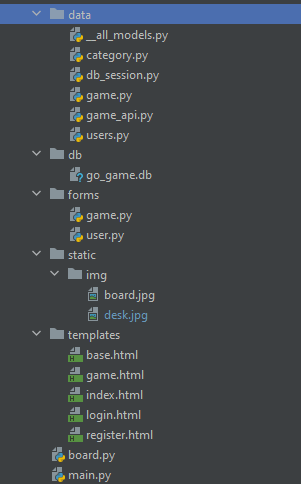 data
__all_models.py
category.py
db_session.py
game.py
game_api.py
users.py
db
go_game.db
forms
game.py
user.py
static
img
board.jpg
desk.jpg
templates
base.html
game.html
index.html
login.html
register.html
board.py
main.py